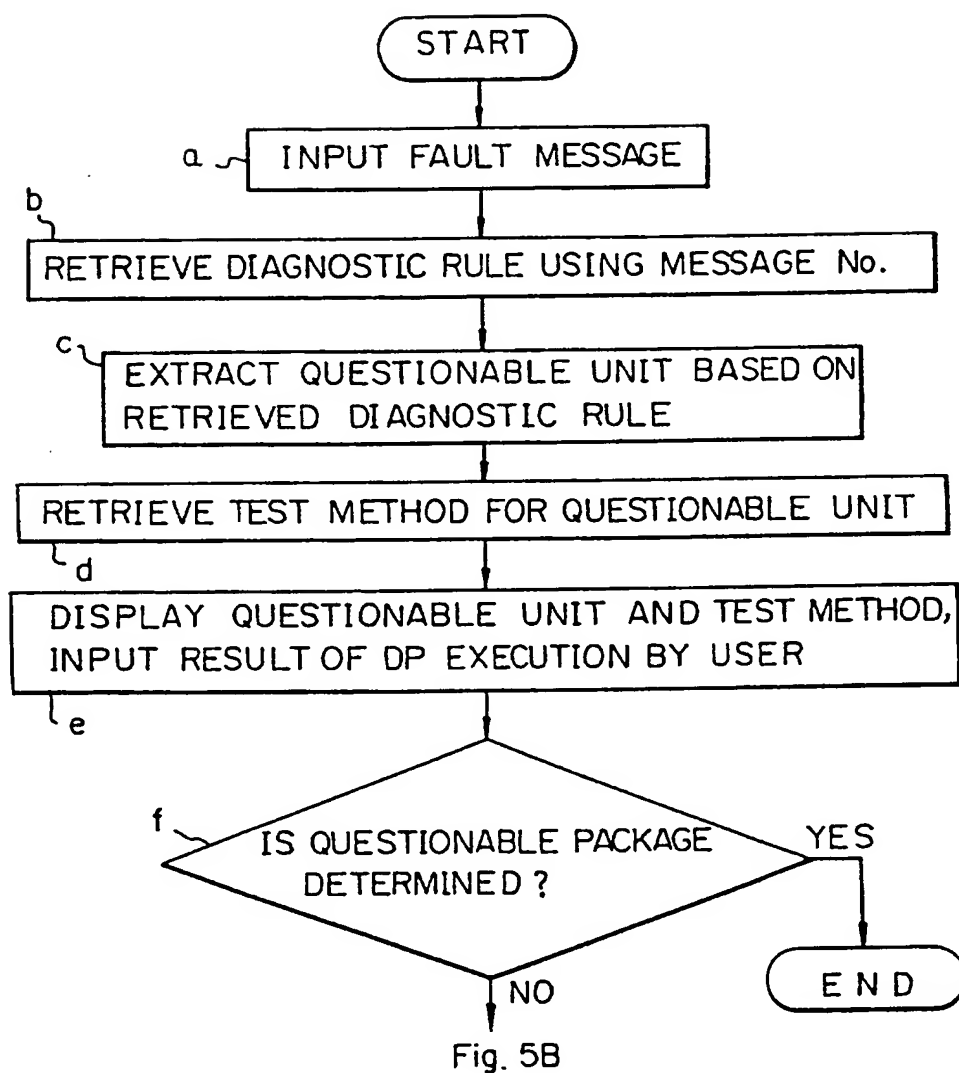 START
a
INPUT FAULT MESSAGE
b
RETRIEVE DIAGNOSTIC RULE USING MESSAGE No.
c
EXTRACT QUESTIONABLE UNIT BASED ON
RETRIEVED DIAGNOSTIC RULE
RETRIEVE TEST METHOD FOR QUESTIONABLE UNIT
d
DISPLAY QUESTIONABLE UNIT AND TEST METHOD,
INPUT RESULT OF DP EXECUTION BY USER
e
f
IS QUESTIONABLE PACKAGE
DETERMINED ?
YES
END
NO
Fig. 5B